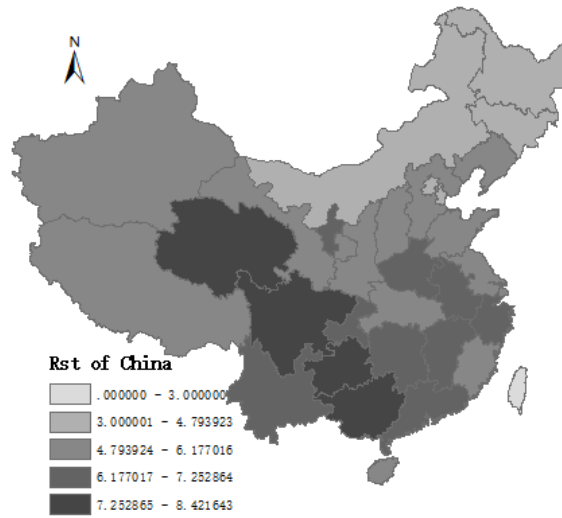 N
Rst of China
.000000 - 3.000000
3.000001 - 4.793923
4.793924 - 6.177016
6.177017 - 7.252864
7.252865 - 8.421643